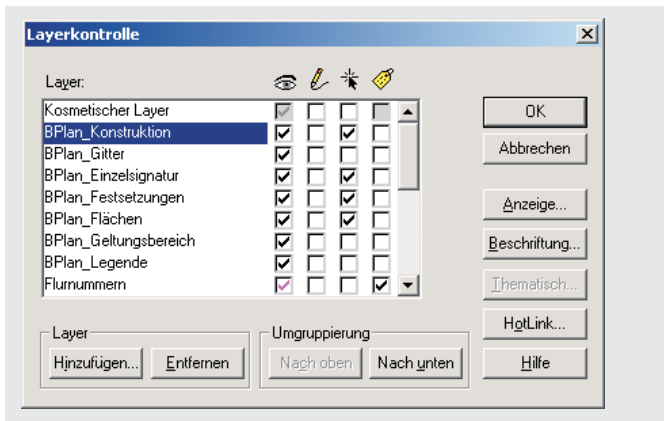 Layerkontrolle
Layer:
Kosmetischer Layer
BPlan_Konstruktion
BPlan_Gitter
BPlan_Einzelsignatur
BPlan_Festsetzungen
BPlan_Flächen
BPlan_Geltungsbereich
BPlan_Legende
Flurnummern
OK
Abbrechen
Anzeige...
Beschriftung...
Thematisch...
HotLink...
Hilfe
Layer
Hinzufügen...
Entfernen
Umgruppierung
Nach oben
Nach unten